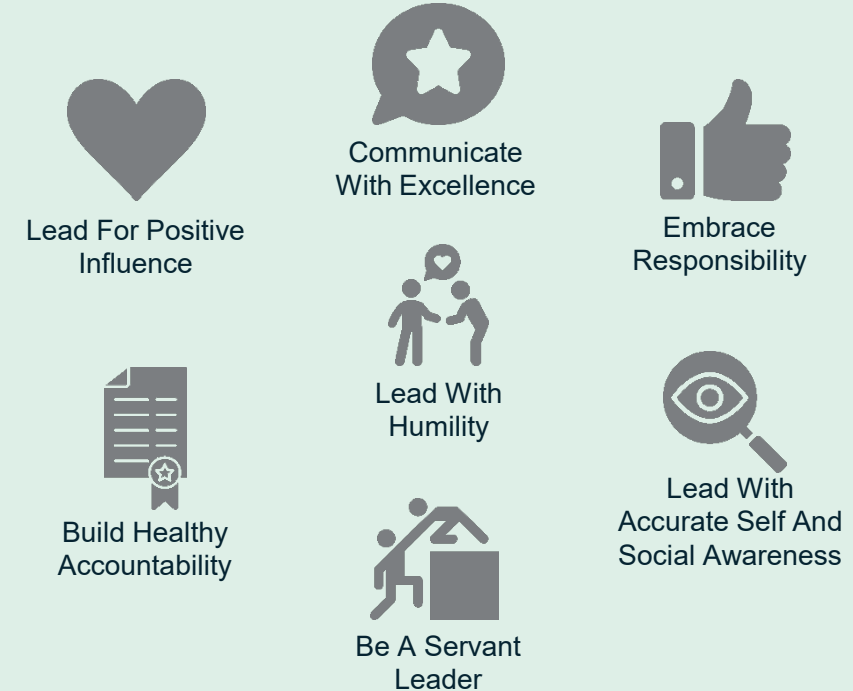 Communicate
With Excellence
Lead For Positive
Influence
Embrace
Responsibility
Lead With
Humility
Build Healthy
Accountability
Lead With
Accurate Self And
Social Awareness
Be A Servant
Leader